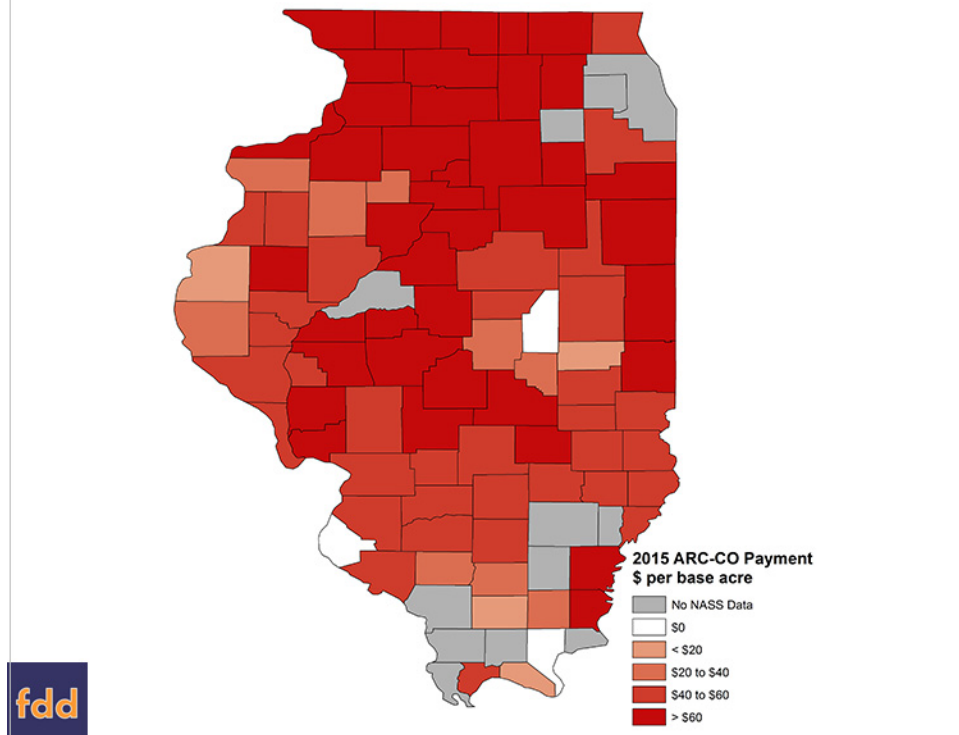 2015 ARC-CO Payment
$ per base acre
No NASS Data
$0
< $20
$20 to $40
$40 to $60
> $60
fdd